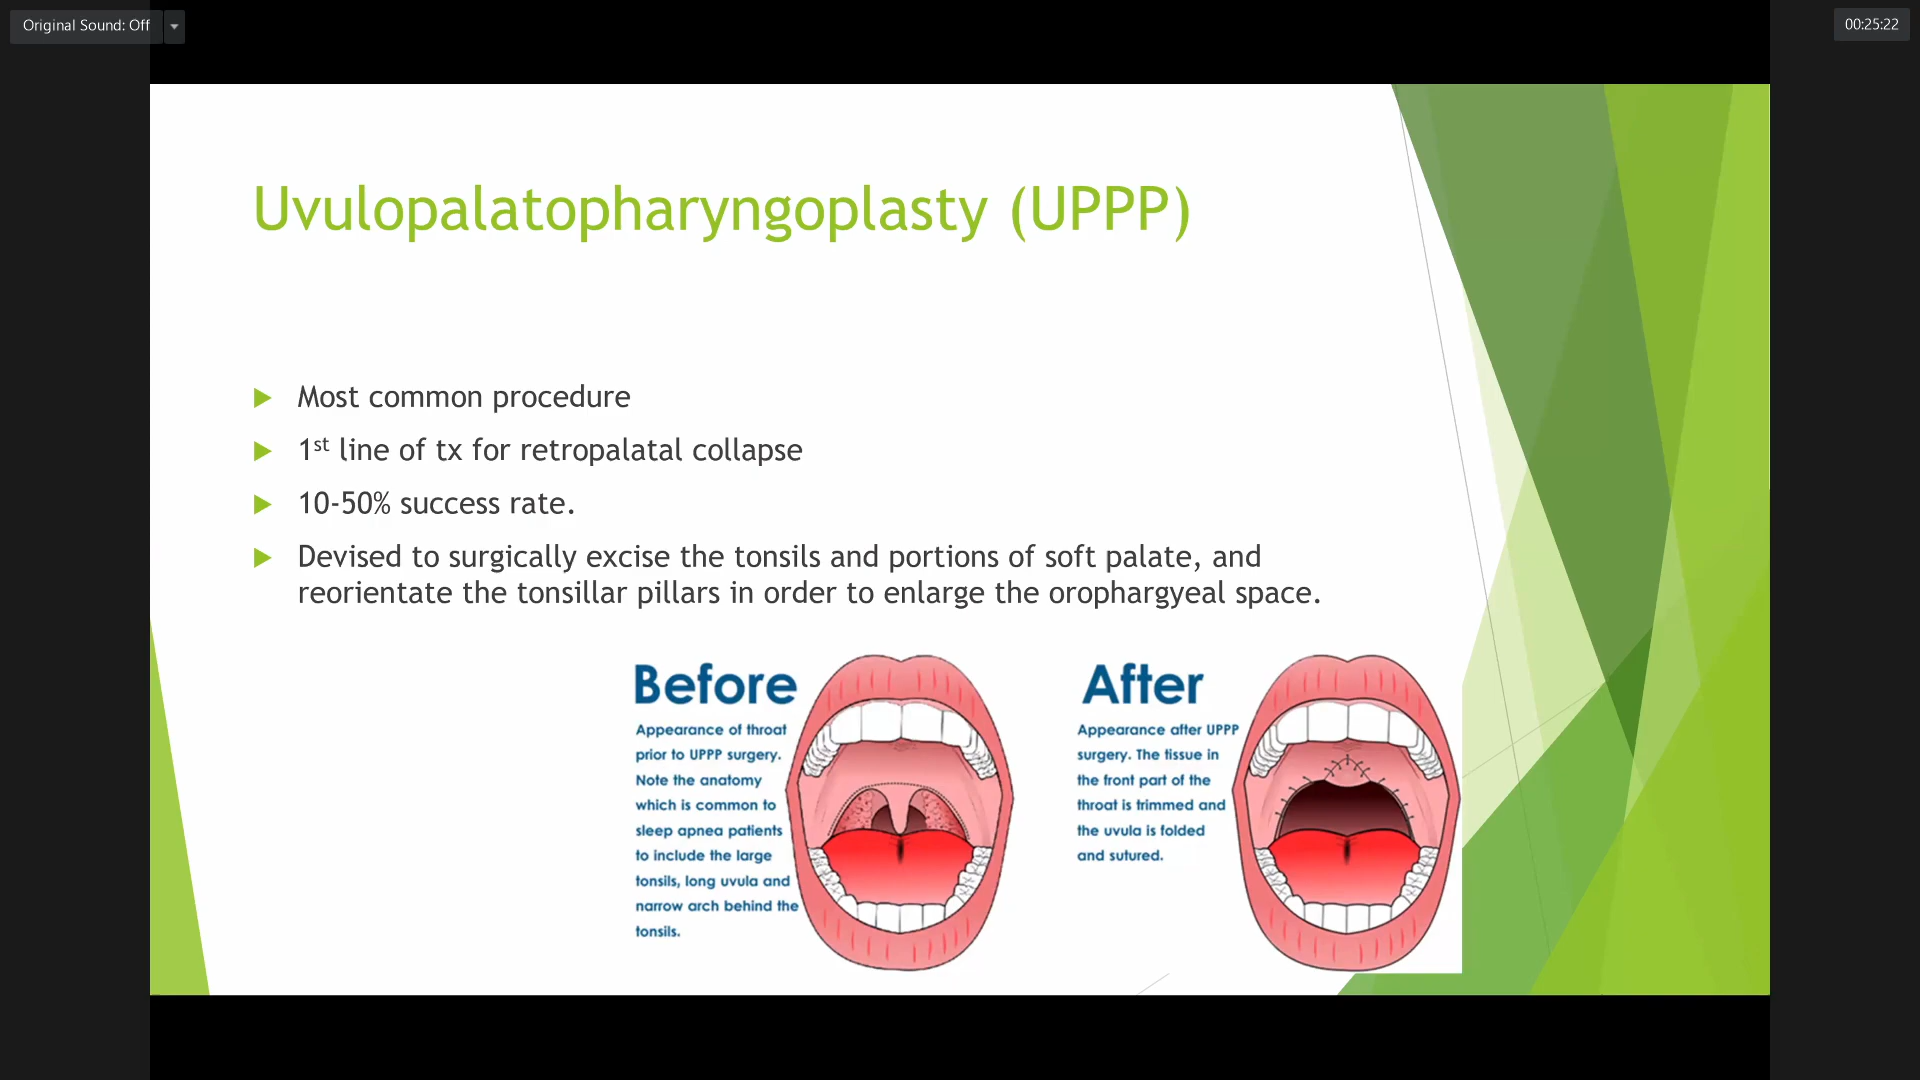 Original Sound: Off
00:25:22
Uvulopalatopharyngoplasty (UPPP)
Most common procedure
1st line of tx for retropalatal collapse
10-50% success rate.
Devised to surgically excise the tonsils and portions of soft palate, and
reorientate the tonsillar pillars in order to enlarge the orophargyeal space.
Before
Appearance of throat
prior to UPPP surgery.
Note the anatomy
which is common to
sleep apnea patients
to include the large
tonsils, long uvula and
narrow arch behind the
tonsils.
After
Appearance after UPPP
surgery. The tissue in
the front part of the
throat is trimmed and
the uvula is folded
and sutured.